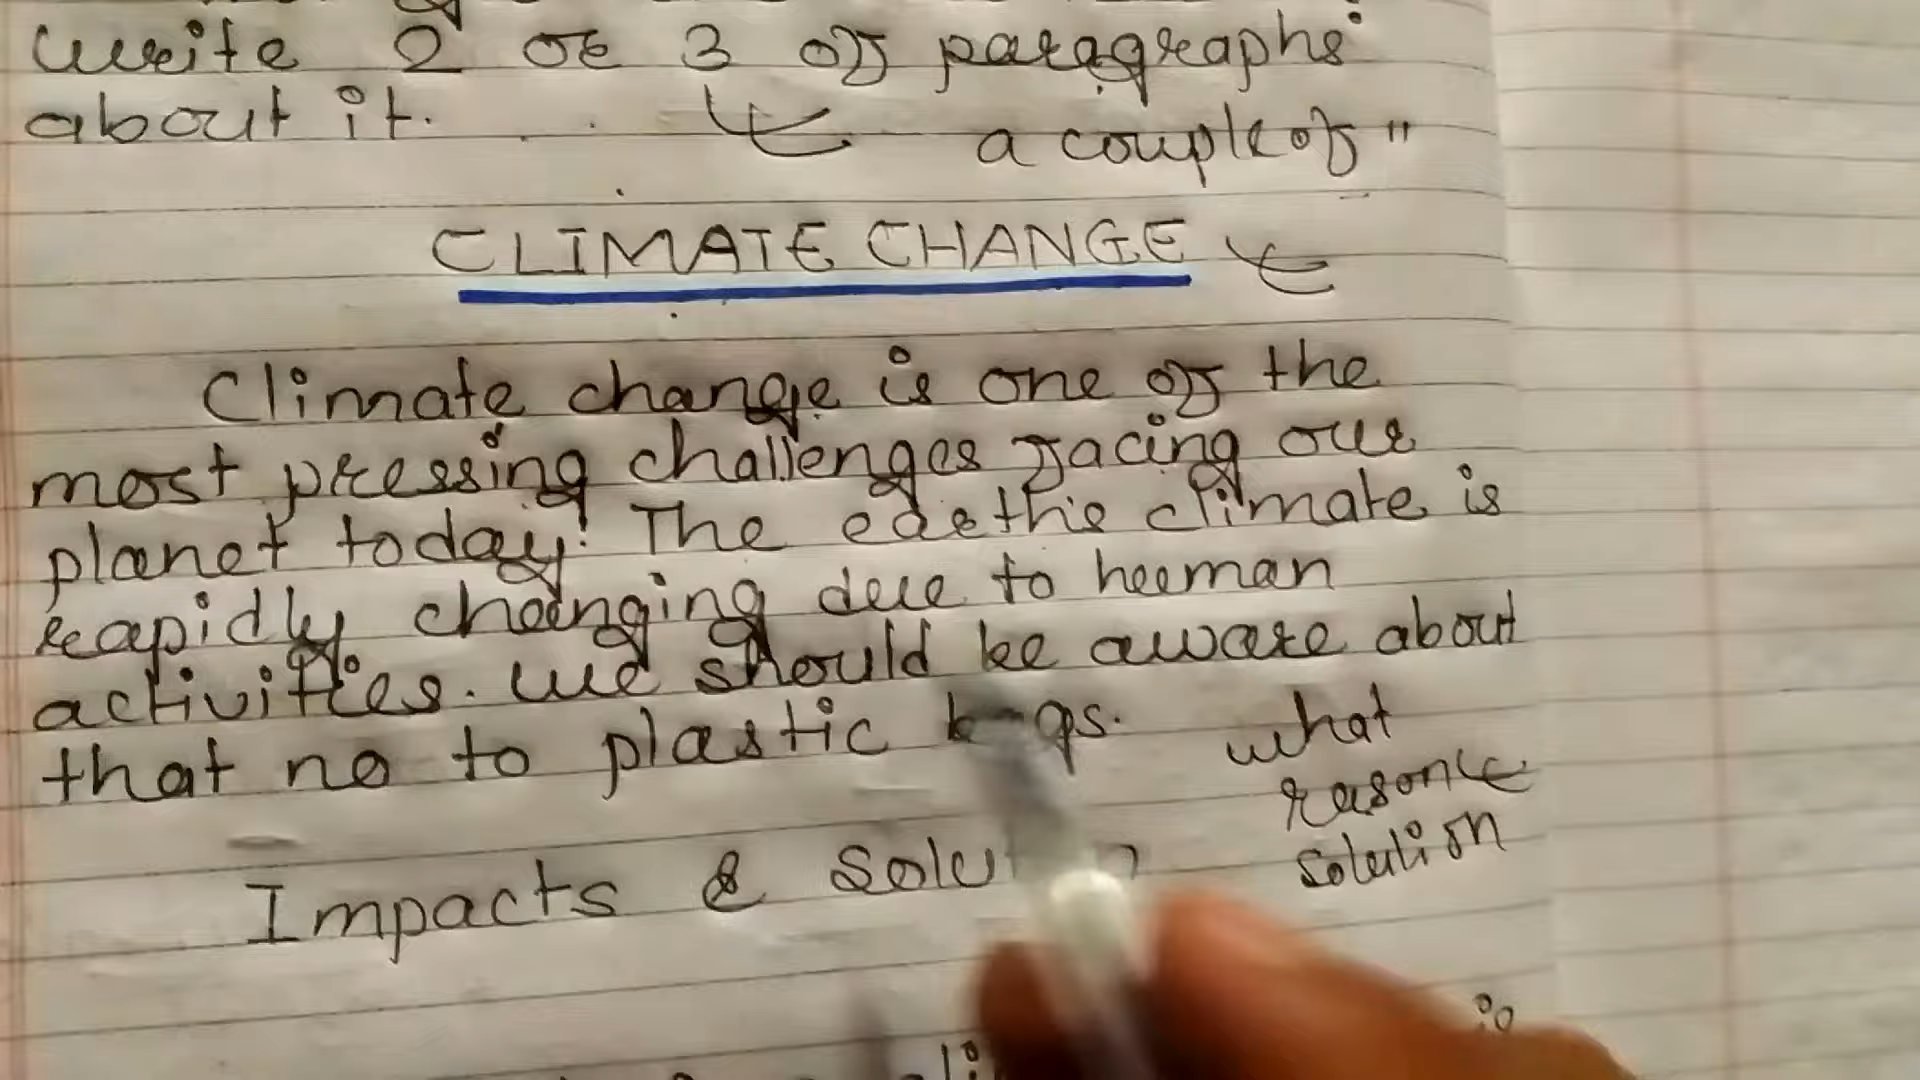 write 2 or 3 of paragraphs
about it.
a couple of"
CLIMATE CHANGE
Climate change is one of the
most pressing challenges facing our
planet today. The earth's climate is
rapidly changing due to human
activities. We should be aware about
that no to plastic bags.
what
rasons
solution
Impacts &